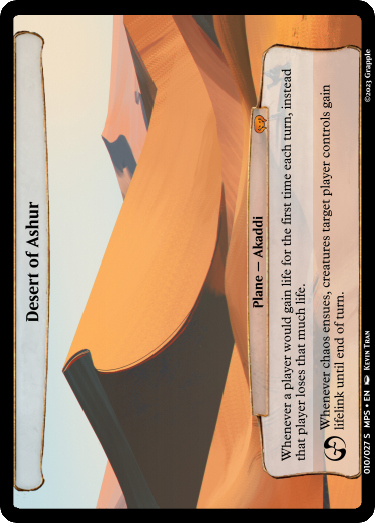 Desert of Ashur
Plane — Akaddi
Whenever a player would gain life for the first time each turn, instead
that player loses that much life.
Whenever chaos ensues, creatures target player controls gain
lifelink until end of turn.
010/027 S MPS • EN KEVIN TRAN
©2023 Grapple